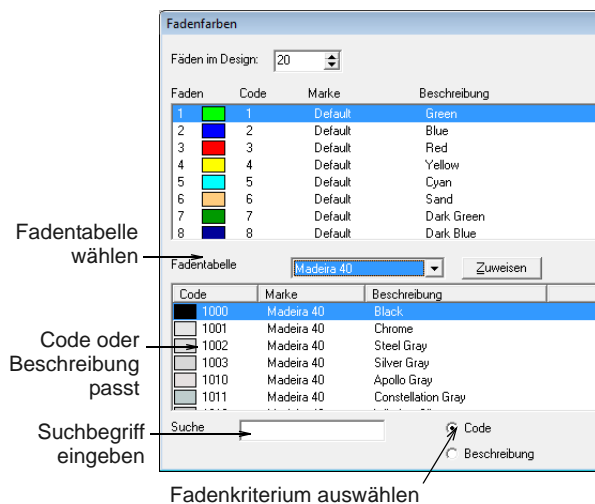 Fadenfarben
Fäden im Design: 20
Faden Code Marke Beschreibung
1 1 Default Green
2 2 Default Blue
3 3 Default Red
4 4 Default Yellow
5 5 Default Cyan
6 6 Default Sand
7 7 Default Dark Green
8 8 Default Dark Blue
Fadentabelle
wählen
Fadentabelle Madeira 40 Zuweisen
Code Marke Beschreibung
1000 Madeira 40 Black
1001 Madeira 40 Chrome
1002 Madeira 40 Steel Gray
1003 Madeira 40 Silver Gray
1010 Madeira 40 Apollo Gray
1011 Madeira 40 Constellation Gray
Code oder
Beschreibung
passt
Suche Code
Beschreibung
Suchbegriff
eingeben
Fadenkriterium auswählen